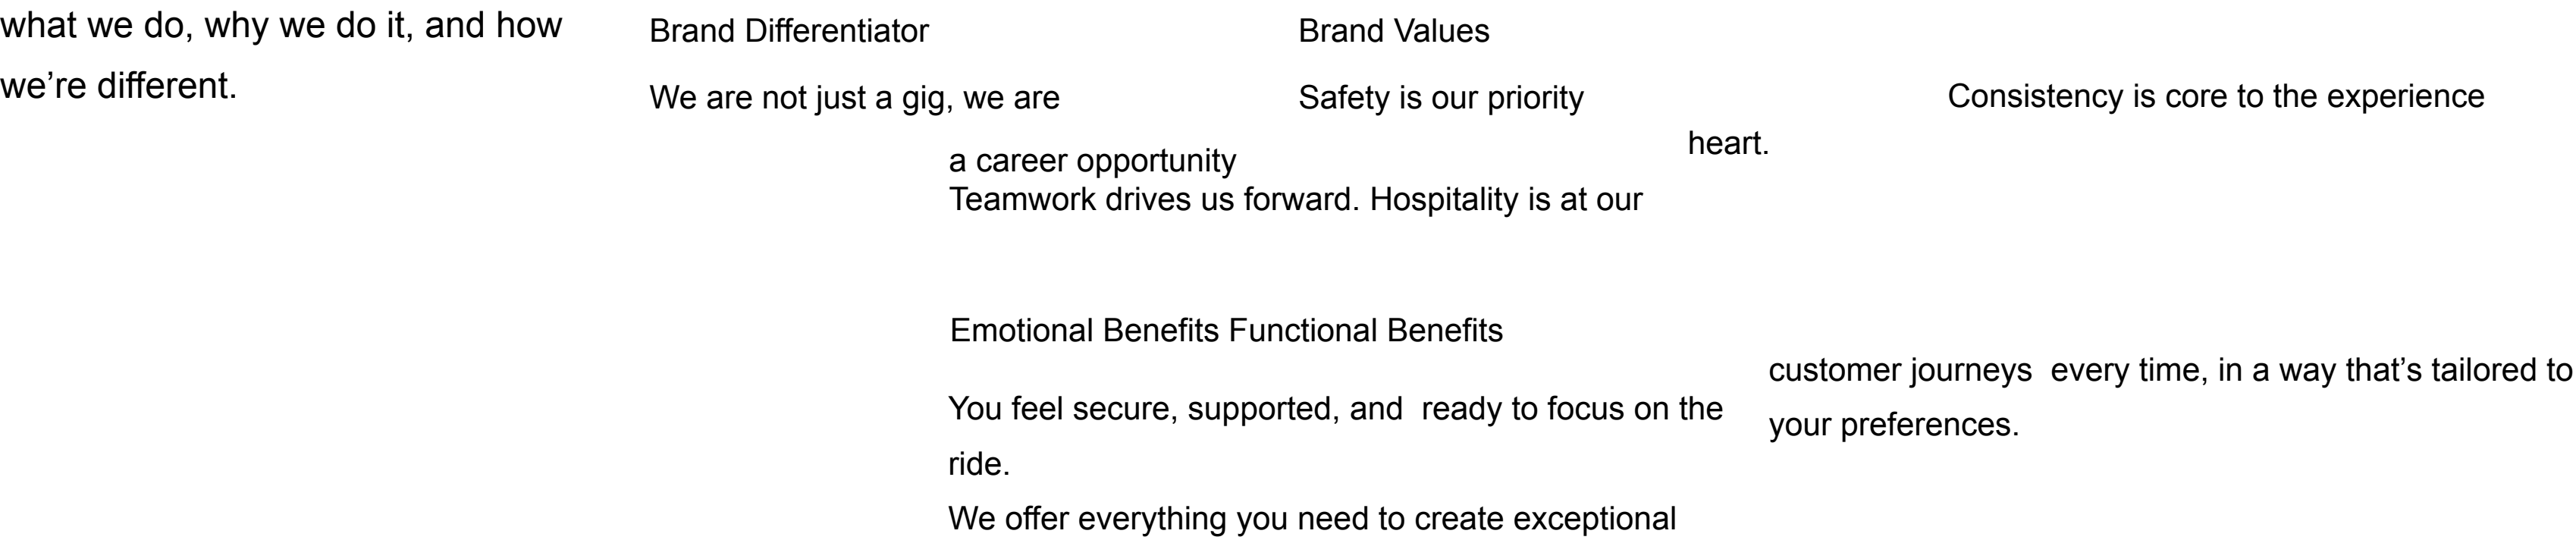 what we do, why we do it, and how
we’re different.
Brand Differentiator
We are not just a gig, we are
a career opportunity
Brand Values
Safety is our priority
Consistency is core to the experience
Teamwork drives us forward. Hospitality is at our
heart.
Emotional Benefits Functional Benefits
You feel secure, supported, and  ready to focus on the
ride.
We offer everything you need to create exceptional
customer journeys  every time, in a way that’s tailored to
your preferences.